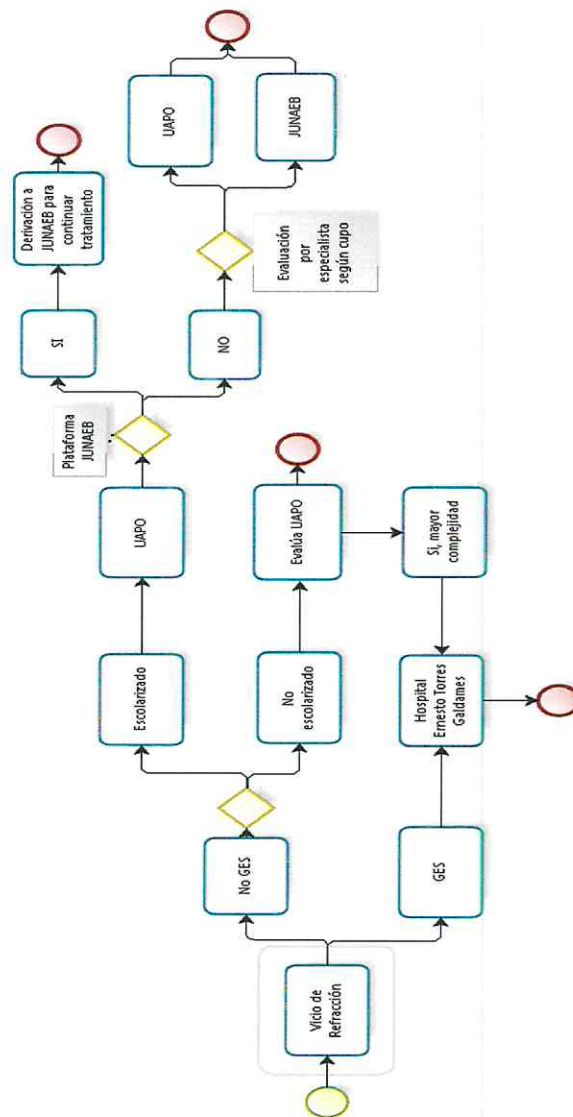 Vicio de
Refracción
No GES
GES
Escolarizado
No
escolarizado
Hospital
Ernesto Torres
Galdames
UAPO
Evalúa UAPO
Si, mayor
complejidad
Plataforma
JUNAEB
SI
NO
Derivación a
JUNAEB para
continuar
tratamiento
Evaluación
por
especialista
según cupo
UAPO
JUNAEB